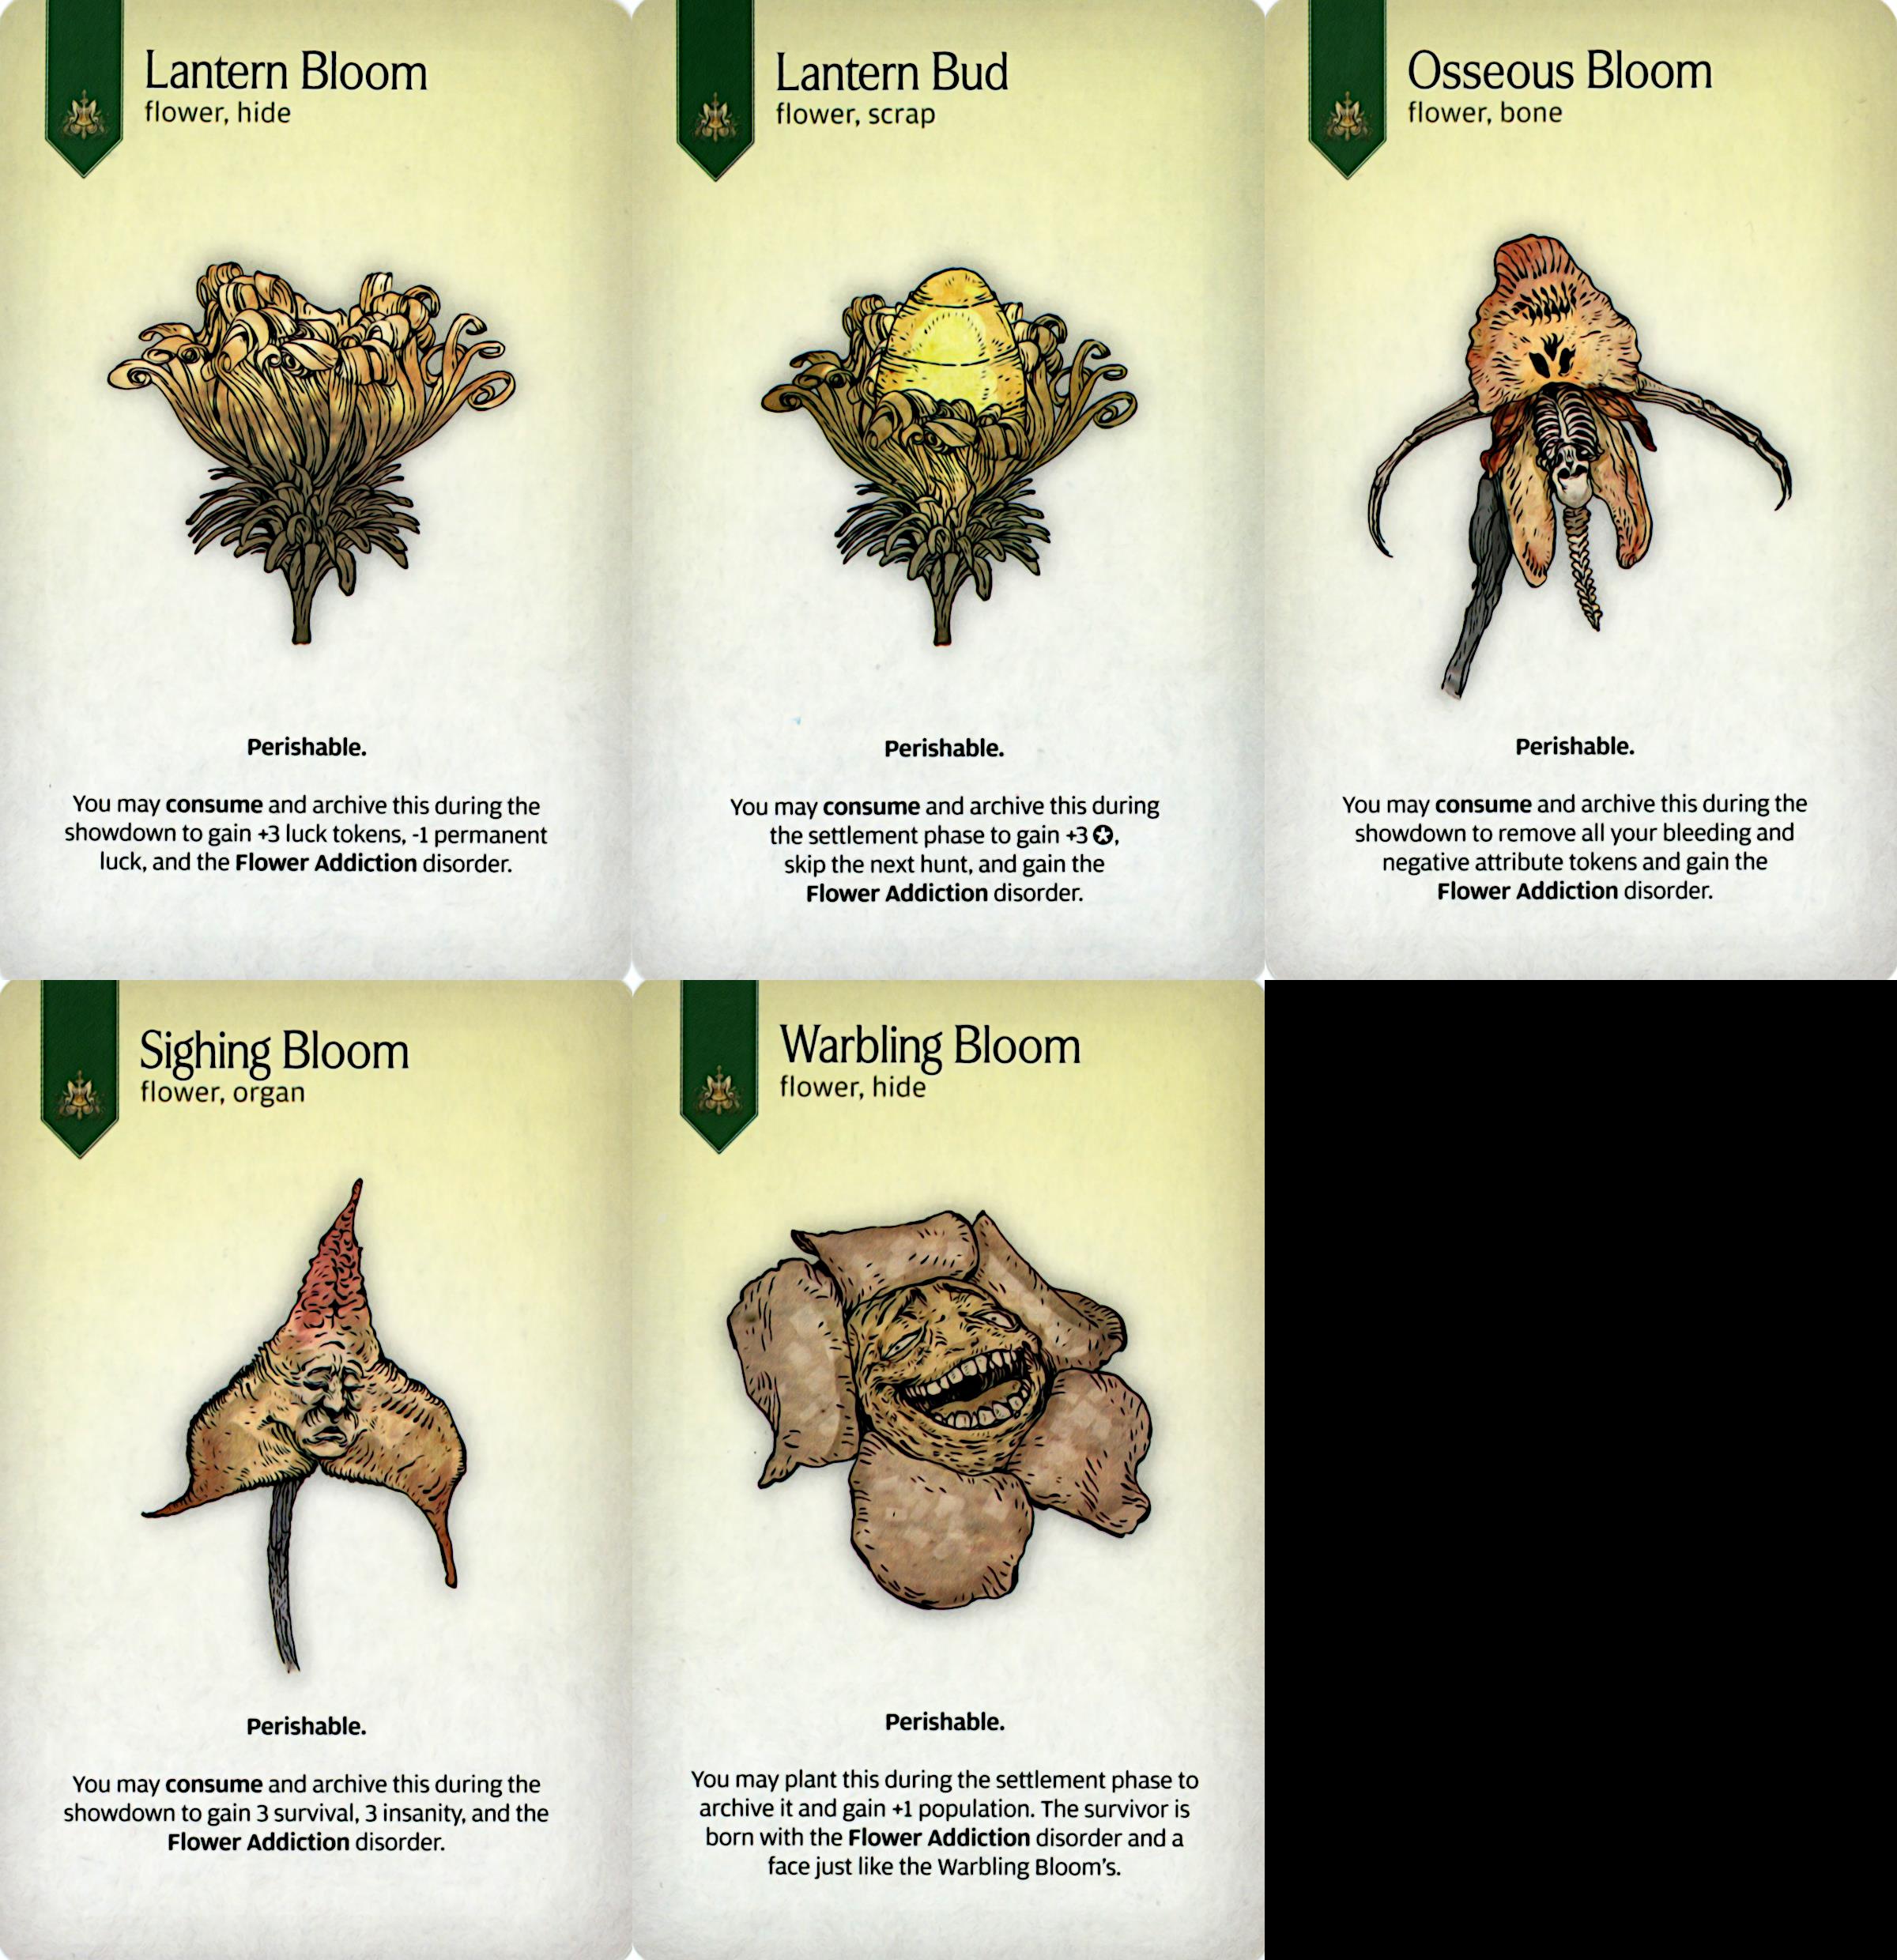 Lantern Bloom
flower, hide
Perishable.
You may consume and archive this during the
showdown to gain +3 luck tokens, -1 permanent
luck, and the Flower Addiction disorder.
Lantern Bud
flower, scrap
Perishable.
You may consume and archive this during
the settlement phase to gain +3 ✪,
skip the next hunt, and gain the
Flower Addiction disorder.
Osseous Bloom
flower, bone
Perishable.
You may consume and archive this during the
showdown to remove all your bleeding and
negative attribute tokens and gain the
Flower Addiction disorder.
Sighing Bloom
flower, organ
Perishable.
You may consume and archive this during the
showdown to gain 3 survival, 3 insanity, and the
Flower Addiction disorder.
Warbling Bloom
flower, hide
Perishable.
You may plant this during the settlement phase to
archive it and gain +1 population. The survivor is
born with the Flower Addiction disorder and a
face just like the Warbling Bloom's.